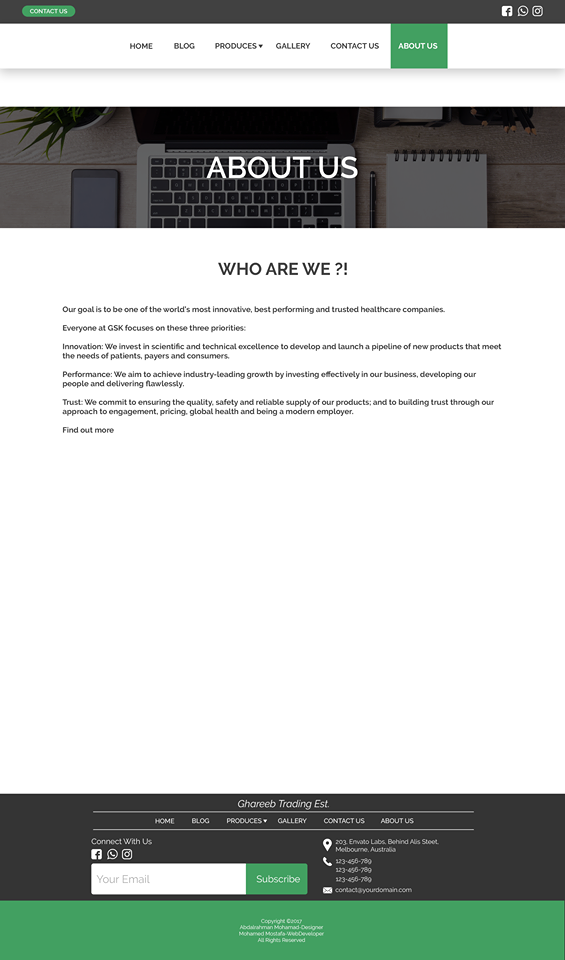 CONTACT US
HOME BLOG PRODUCES GALLERY CONTACT US ABOUT US
ABOUT US
WHO ARE WE ?!
Our goal is to be one of the world's most innovative, best performing and trusted healthcare companies.
Everyone at GSK focuses on these three priorities:
Innovation: We invest in scientific and technical excellence to develop and launch a pipeline of new products that meet
the needs of patients, payers and consumers.
Performance: We aim to achieve industry-leading growth by investing effectively in our business, developing our
people and delivering flawlessly.
Trust: We commit to ensuring the quality, safety and reliable supply of our products; and to building trust through our
approach to engagement, pricing, global health and being a modern employer.
Find out more
Ghareeb Trading Est.
HOME BLOG PRODUCES GALLERY CONTACT US ABOUT US
Connect With Us
Your Email Subscribe
203, Envato Labs, Behind Alis Steet,
Melbourne, Australia
123-456-789
123-456-789
123-456-789
contact@yourdomain.com
Copyright ©2017
Abdalrahman Mohamad-Designer
Mohamed Mostafa-WebDeveloper
All Rights Reserved